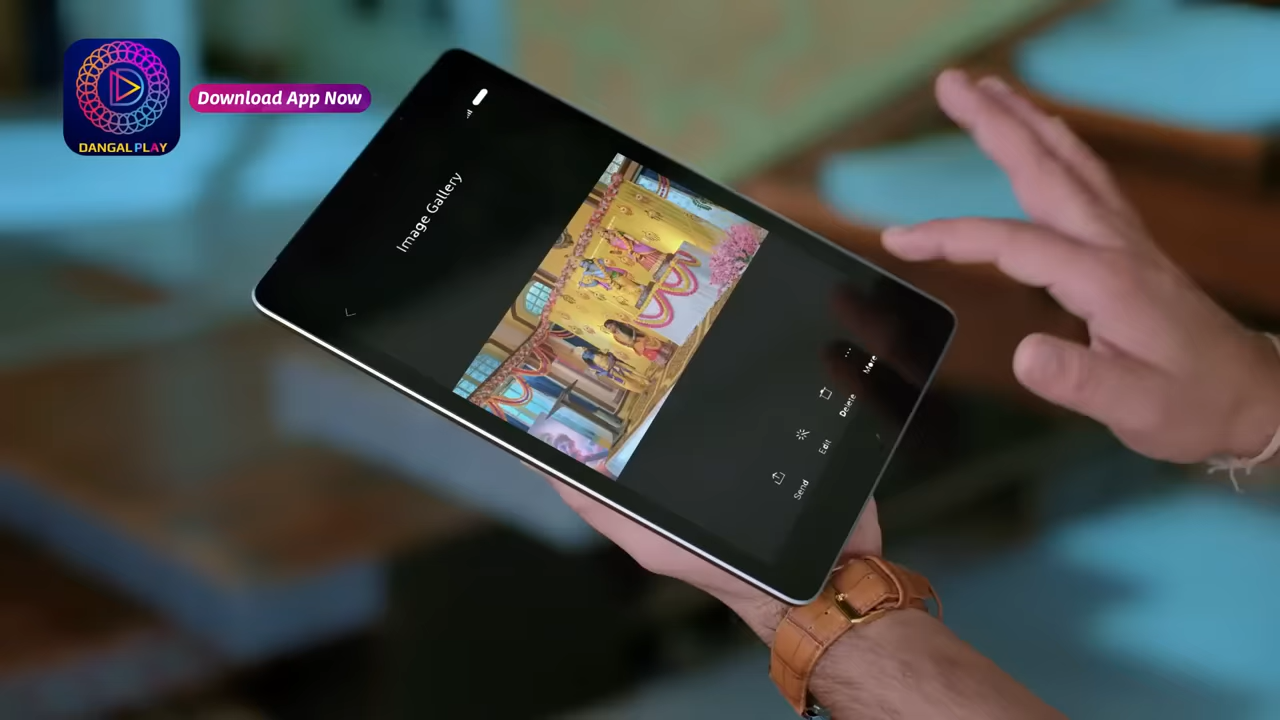 DANGAL PLAY
Download App Now
Image Gallery
More
Delete
Edit
Send